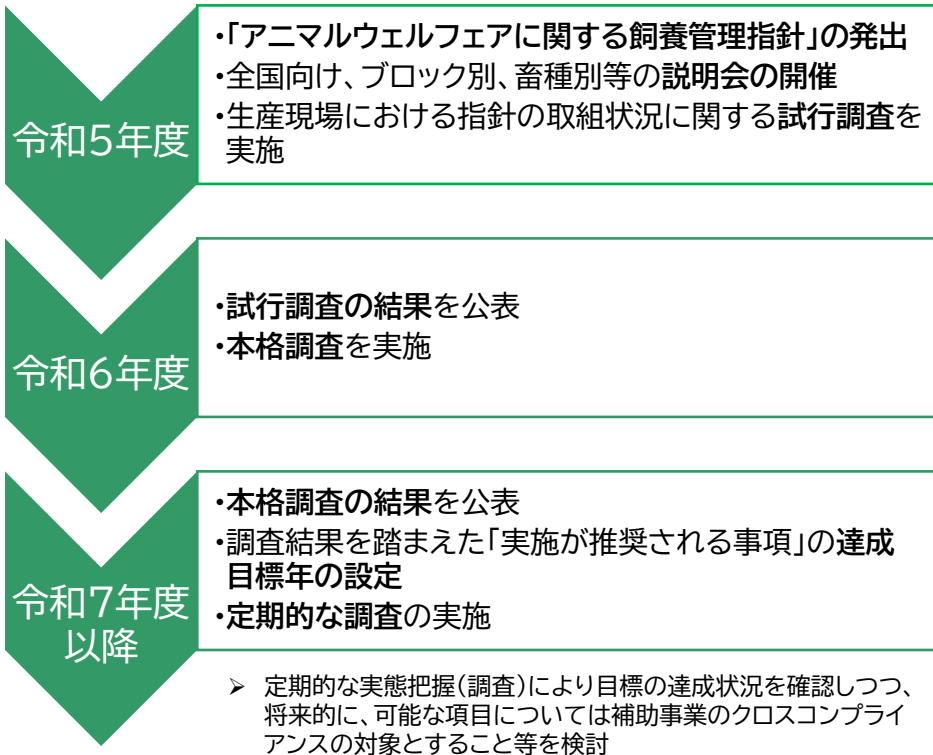 令和5年度
・「アニマルウェルフェアに関する飼養管理指針」の発出
・全国向け、ブロック別、畜種別等の説明会の開催
・生産現場における指針の取組状況に関する試行調査を
実施
令和6年度
・試行調査の結果を公表
・本格調査を実施
令和7年度
以降
・本格調査の結果を公表
・調査結果を踏まえた「実施が推奨される事項」の達成
目標年の設定
・定期的な調査の実施
➢ 定期的な実態把握(調査)により目標の達成状況を確認しつつ、
将来的に、可能な項目については補助事業のクロスコンプライ
アンスの対象とすること等を検討